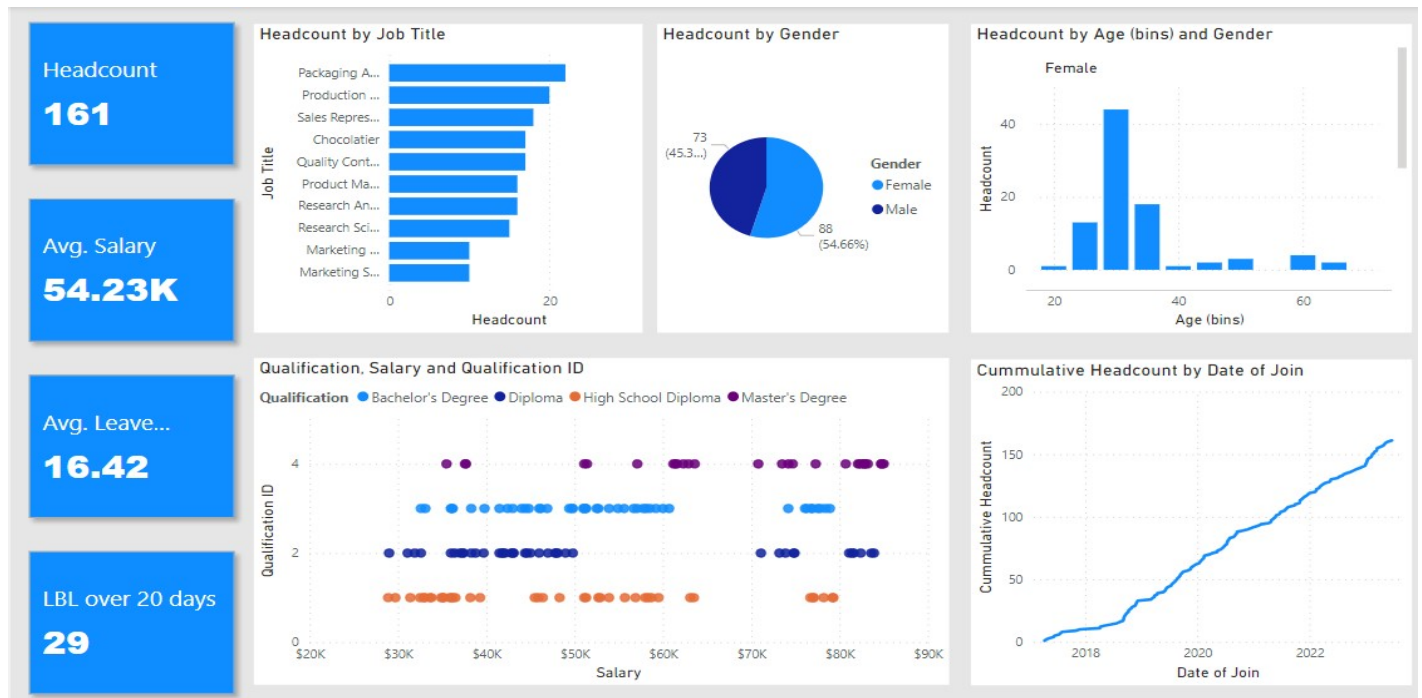 Headcount
161
Avg. Salary
54.23K
Avg. Leave...
16.42
LBL over 20 days
29
Headcount by Job Title
Job Title
Packaging A...
Production ...
Sales Repres...
Chocolatier
Quality Cont...
Product Ma...
Research An...
Research Sci...
Marketing ...
Marketing S...
0 20
Headcount
Headcount by Gender
73
(45.3...)
88
(54.66%)
Gender
Female
Male
Headcount by Age (bins) and Gender
Female
Headcount
40
20
0
20 40 60
Age (bins)
Qualification, Salary and Qualification ID
Qualification Bachelor's Degree Diploma High School Diploma Master's Degree
Qualification ID
4
2
0
$20K $30K $40K $50K $60K $70K $80K $90K
Salary
Cummulative Headcount by Date of Join
Cummulative Headcount
200
150
100
50
0
2018 2020 2022
Date of Join